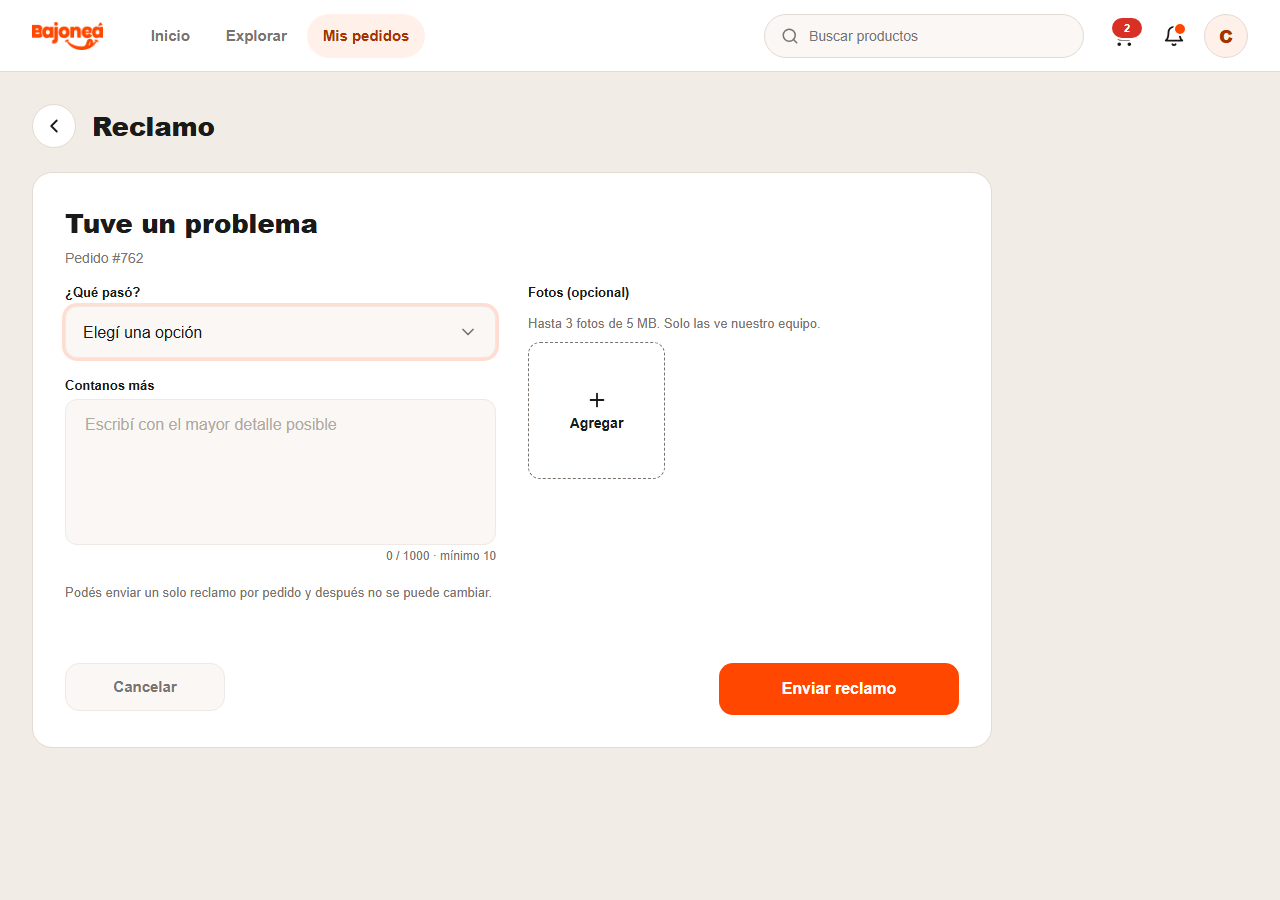 Bajoneá
Inicio
Explorar
Mis pedidos
Buscar productos
2
C
Reclamo
Tuve un problema
Pedido #762
¿Qué pasó?
Elegí una opción
Contanos más
Escribí con el mayor detalle posible
0 / 1000 · mínimo 10
Podés enviar un solo reclamo por pedido y después no se puede cambiar.
Fotos (opcional)
Hasta 3 fotos de 5 MB. Solo las ve nuestro equipo.
Agregar
Cancelar
Enviar reclamo